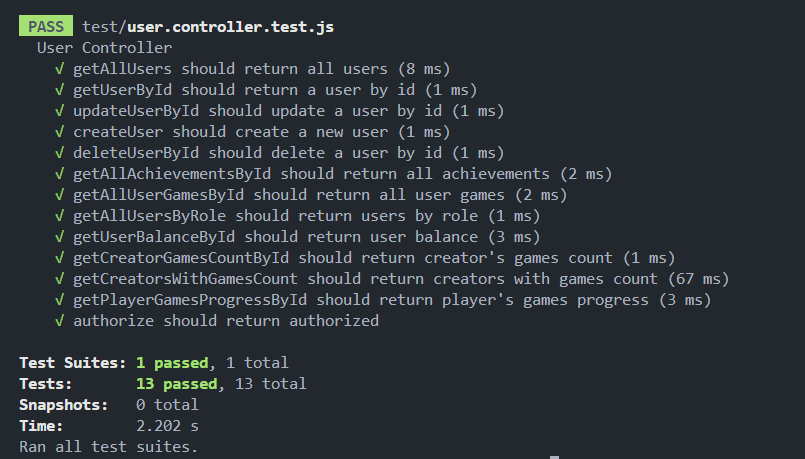 PASS test/user.controller.test.js
User Controller
√ getAllUsers should return all users (8 ms)
√ getUserById should return a user by id (1 ms)
√ updateUserById should update a user by id (1 ms)
√ createUser should create a new user (1 ms)
√ deleteUserById should delete a user by id (1 ms)
√ getAllAchievementsById should return all achievements (2 ms)
√ getAllUserGamesById should return all user games (2 ms)
√ getAllUsersByRole should return users by role (1 ms)
√ getUserBalanceById should return user balance (3 ms)
√ getCreatorGamesCountById should return creator's games count (1 ms)
√ getCreatorsWithGamesCount should return creators with games count (67 ms)
√ getPlayerGamesProgressById should return player's games progress (3 ms)
√ authorize should return authorized
Test Suites: 1 passed, 1 total
Tests: 13 passed, 13 total
Snapshots: 0 total
Time: 2.202 s
Ran all test suites.